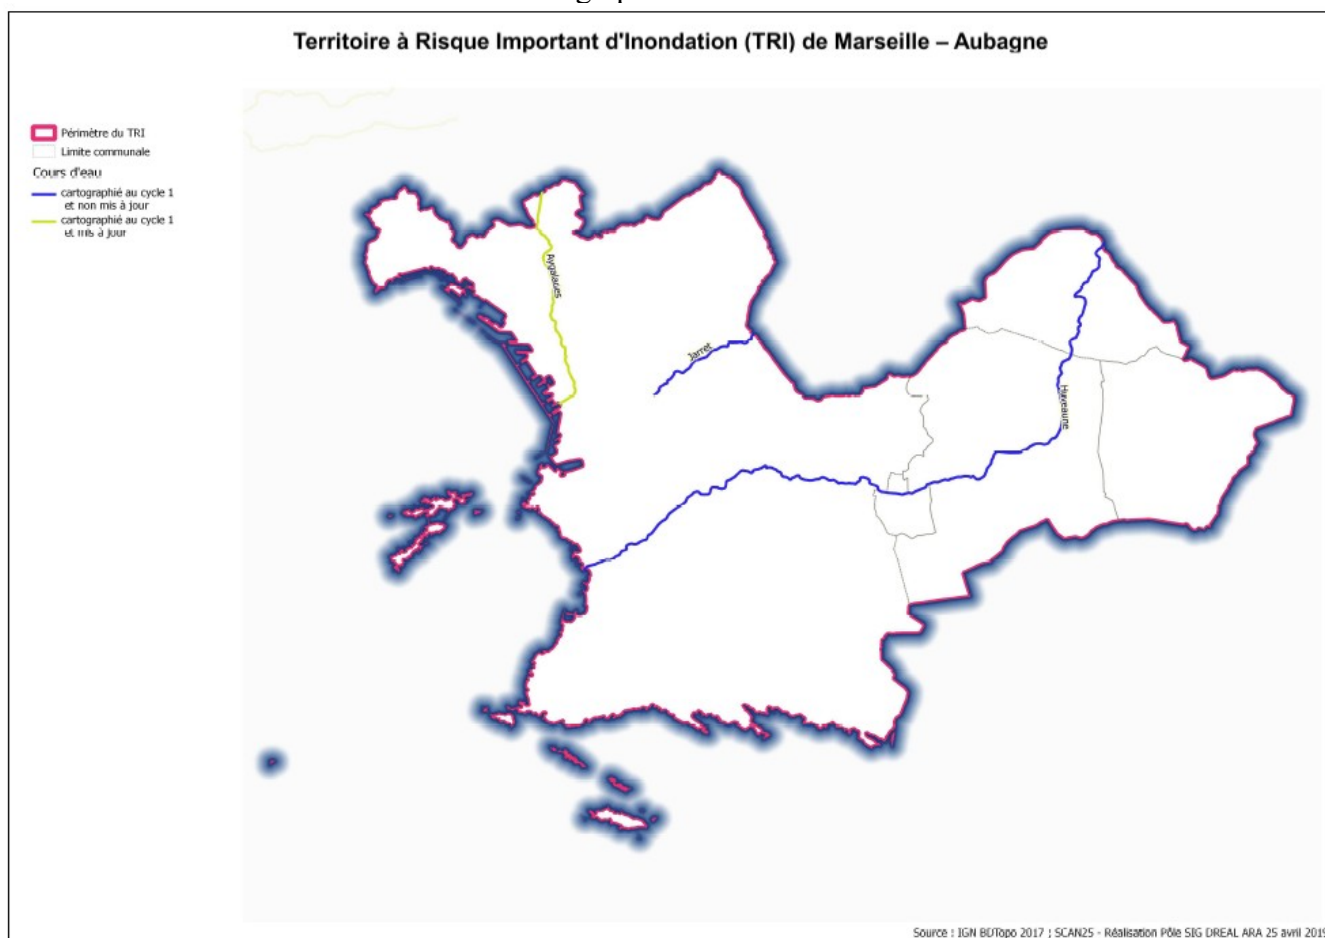 Territoire à Risque Important d'Inondation (TRI) de Marseille – Aubagne
Périmètre du TRI
Limite communale
Cours d'eau
cartographié au cycle 1
et non mis à jour
cartographié au cycle 1
et mis à jour
Aygalades
Jarret
Huveaune
Source : IGN BDTopo 2017 ; SCAN25 - Réalisation Pôle SIG DREAL ARA 25 avril 2019